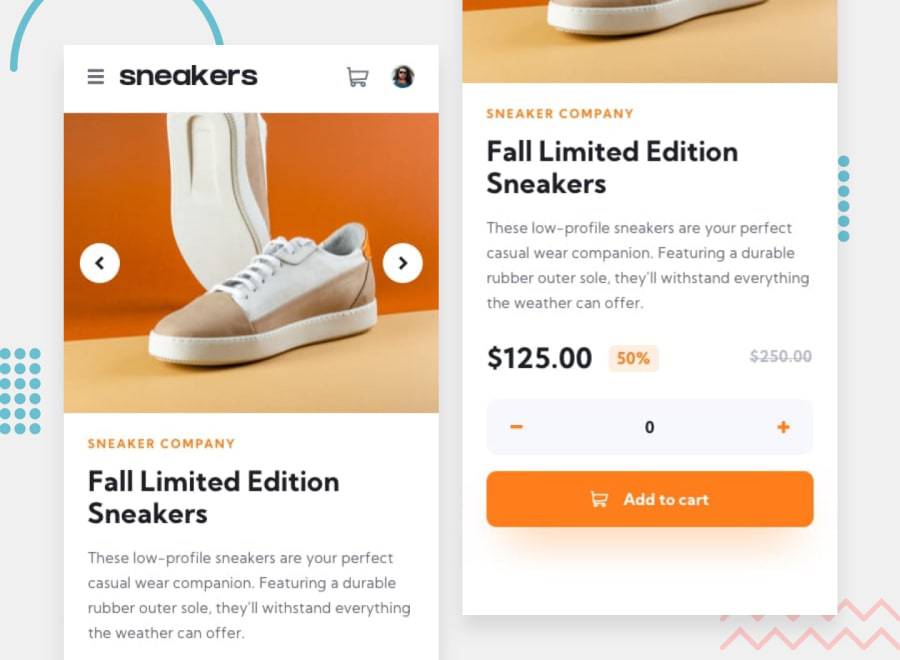 sneakers
SNEAKER COMPANY
Fall Limited Edition
Sneakers
These low-profile sneakers are your perfect
casual wear companion. Featuring a durable
rubber outer sole, they'll withstand everything
the weather can offer.
SNEAKER COMPANY
Fall Limited Edition
Sneakers
These low-profile sneakers are your perfect
casual wear companion. Featuring a durable
rubber outer sole, they'll withstand everything
the weather can offer.
$125.00 50% $250.00
0
Add to cart